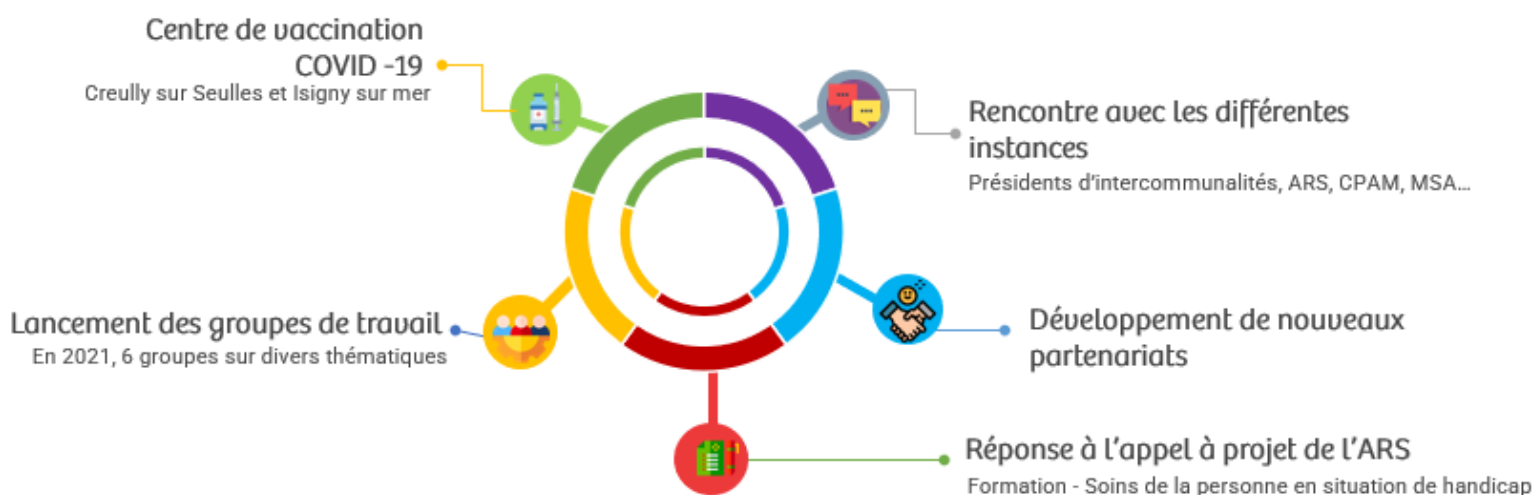 Centre de vaccination
COVID -19
Creully sur Seulles et Isigny sur mer
Rencontre avec les différentes
instances
Présidents d'intercommunalités, ARS, CPAM, MSA...
Lancement des groupes de travail
En 2021, 6 groupes sur divers thématiques
Développement de nouveaux
partenariats
Réponse à l'appel à projet de l'ARS
Formation - Soins de la personne en situation de handicap